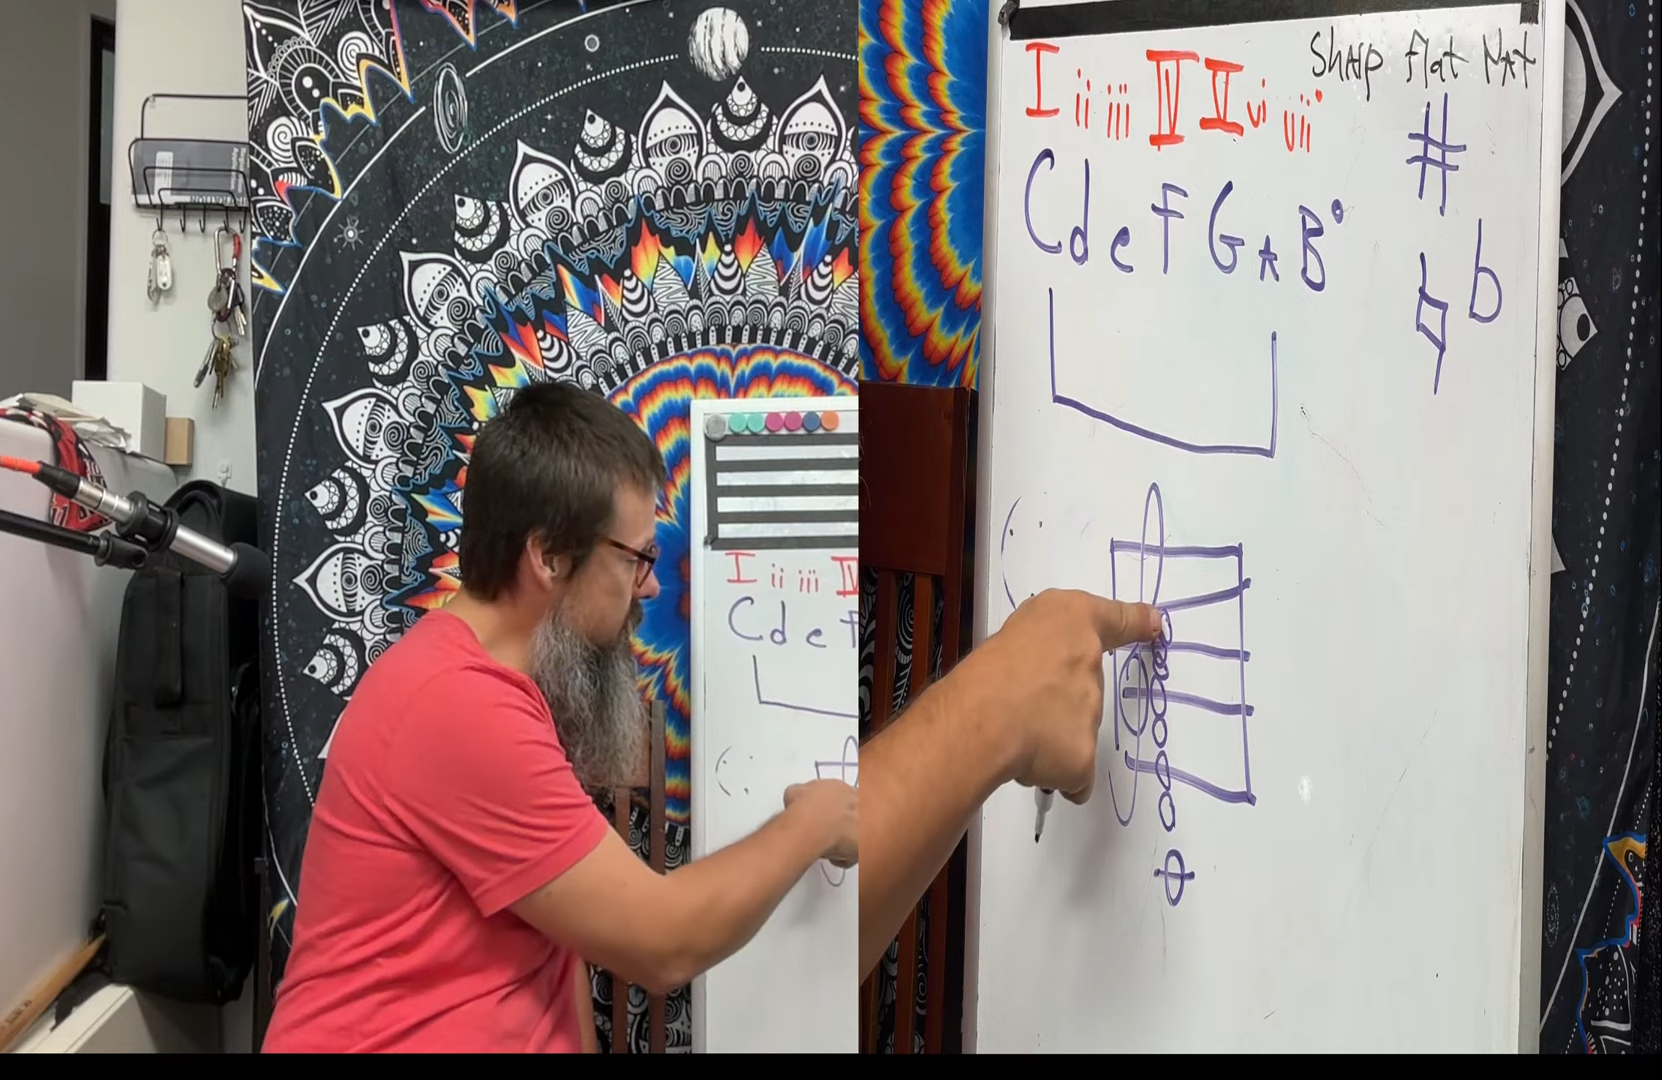 I ii iii IV
C d e F
Sharp flat NAT
I ii iii IV V vi vii°
#
C d e F G A B°
♮ b